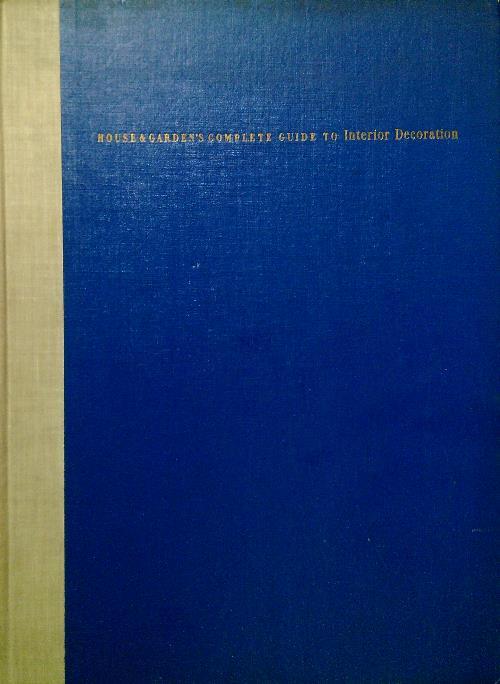 HOUSE & GARDEN'S COMPLETE GUIDE TO Interior Decoration